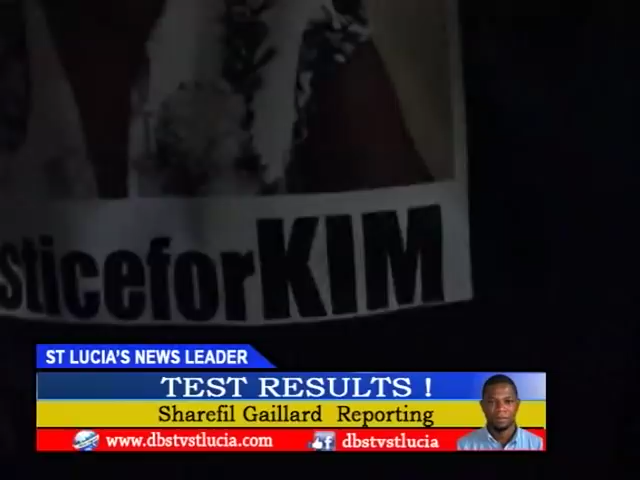 sticeforKIM
ST LUCIA'S NEWS LEADER
TEST RESULTS !
Sharefil Gaillard Reporting
www.dbstvstlucia.com dbstvstlucia